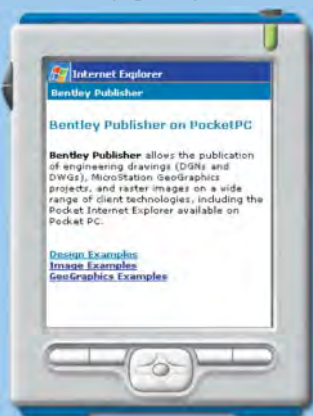 Internet Explorer
Bentley Publisher
Bentley Publisher on PocketPC
Bentley Publisher allows the publication
of engineering drawings (DGNs and
DWGs), MicroStation GeoGraphics
projects, and raster images on a wide
range of client technologies, including the
Pocket Internet Explorer available on
Pocket PC.
Design Examples
Image Examples
GeoGraphics Examples